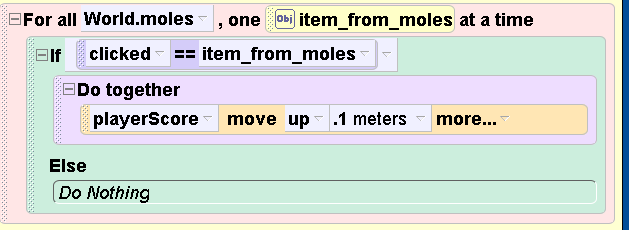 For all World.moles , one Obj item_from_moles at a time
If clicked == item_from_moles
Do together
playerScore move up .1 meters more...
Else
Do Nothing